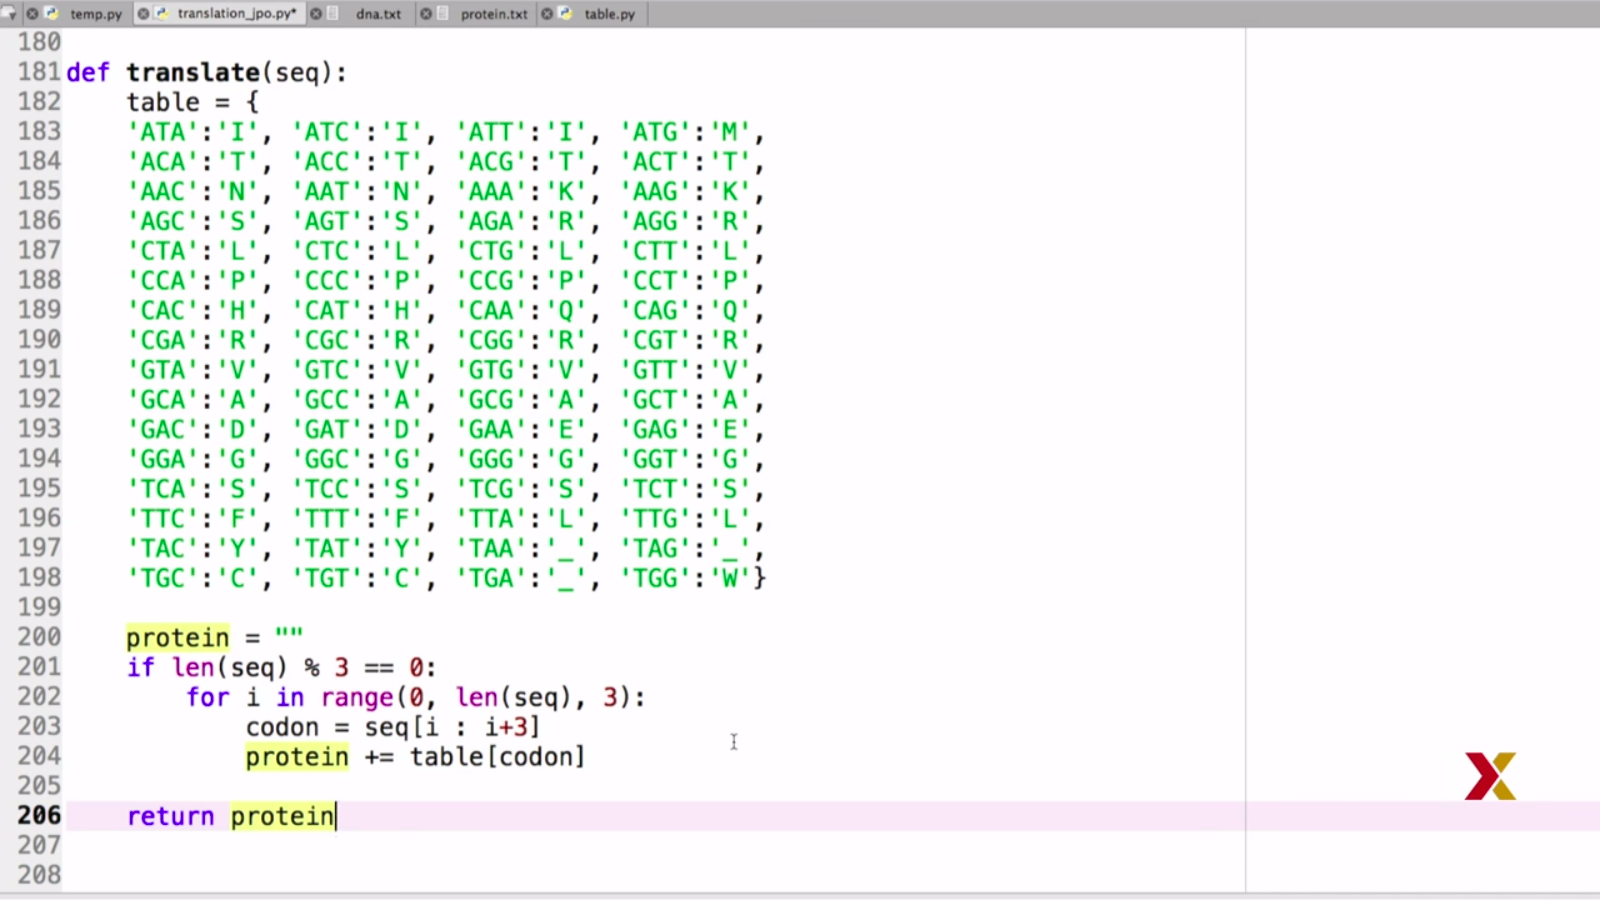 temp.py translation_jpo.py* dna.txt protein.txt table.py
180
181 def translate(seq):
182 table = {
183 'ATA':'I', 'ATC':'I', 'ATT':'I', 'ATG':'M',
184 'ACA':'T', 'ACC':'T', 'ACG':'T', 'ACT':'T',
185 'AAC':'N', 'AAT':'N', 'AAA':'K', 'AAG':'K',
186 'AGC':'S', 'AGT':'S', 'AGA':'R', 'AGG':'R',
187 'CTA':'L', 'CTC':'L', 'CTG':'L', 'CTT':'L',
188 'CCA':'P', 'CCC':'P', 'CCG':'P', 'CCT':'P',
189 'CAC':'H', 'CAT':'H', 'CAA':'Q', 'CAG':'Q',
190 'CGA':'R', 'CGC':'R', 'CGG':'R', 'CGT':'R',
191 'GTA':'V', 'GTC':'V', 'GTG':'V', 'GTT':'V',
192 'GCA':'A', 'GCC':'A', 'GCG':'A', 'GCT':'A',
193 'GAC':'D', 'GAT':'D', 'GAA':'E', 'GAG':'E',
194 'GGA':'G', 'GGC':'G', 'GGG':'G', 'GGT':'G',
195 'TCA':'S', 'TCC':'S', 'TCG':'S', 'TCT':'S',
196 'TTC':'F', 'TTT':'F', 'TTA':'L', 'TTG':'L',
197 'TAC':'Y', 'TAT':'Y', 'TAA':'_', 'TAG':'_',
198 'TGC':'C', 'TGT':'C', 'TGA':'_', 'TGG':'W'}
199
200 protein = ""
201 if len(seq) % 3 == 0:
202 for i in range(0, len(seq), 3):
203 codon = seq[i : i+3]
204 protein += table[codon]
205
206 return protein
207
208